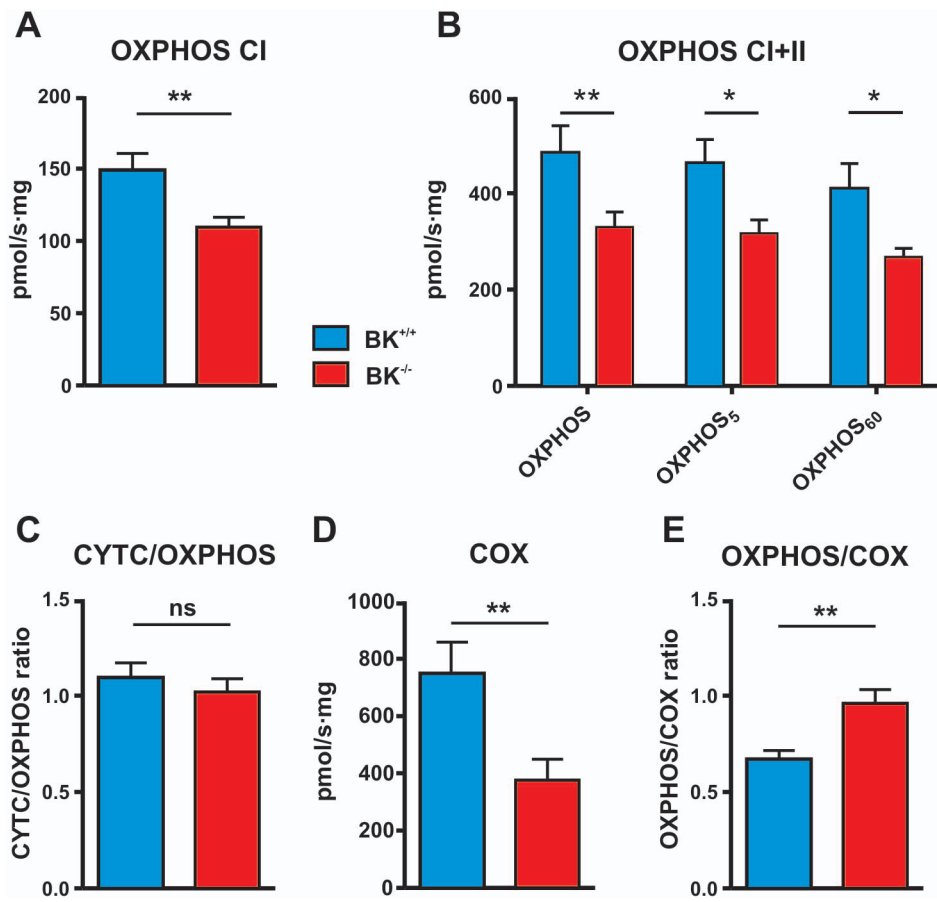 A
OXPHOS CI
pmol/s·mg
200
150
100
50
0
**
BK+/+
BK-/-
B
OXPHOS CI+II
pmol/s·mg
600
400
200
0
**
*
*
OXPHOS
OXPHOS5
OXPHOS60
C
CYTC/OXPHOS
CYTC/OXPHOS ratio
1.5
1.0
0.5
0.0
ns
D
COX
pmol/s·mg
1000
800
600
400
200
0
**
E
OXPHOS/COX
OXPHOS/COX ratio
1.5
1.0
0.5
0.0
**